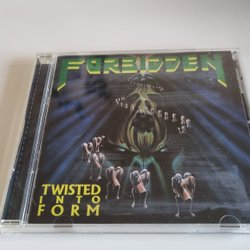 FORBIDDEN
TWISTED
INTO
FORM